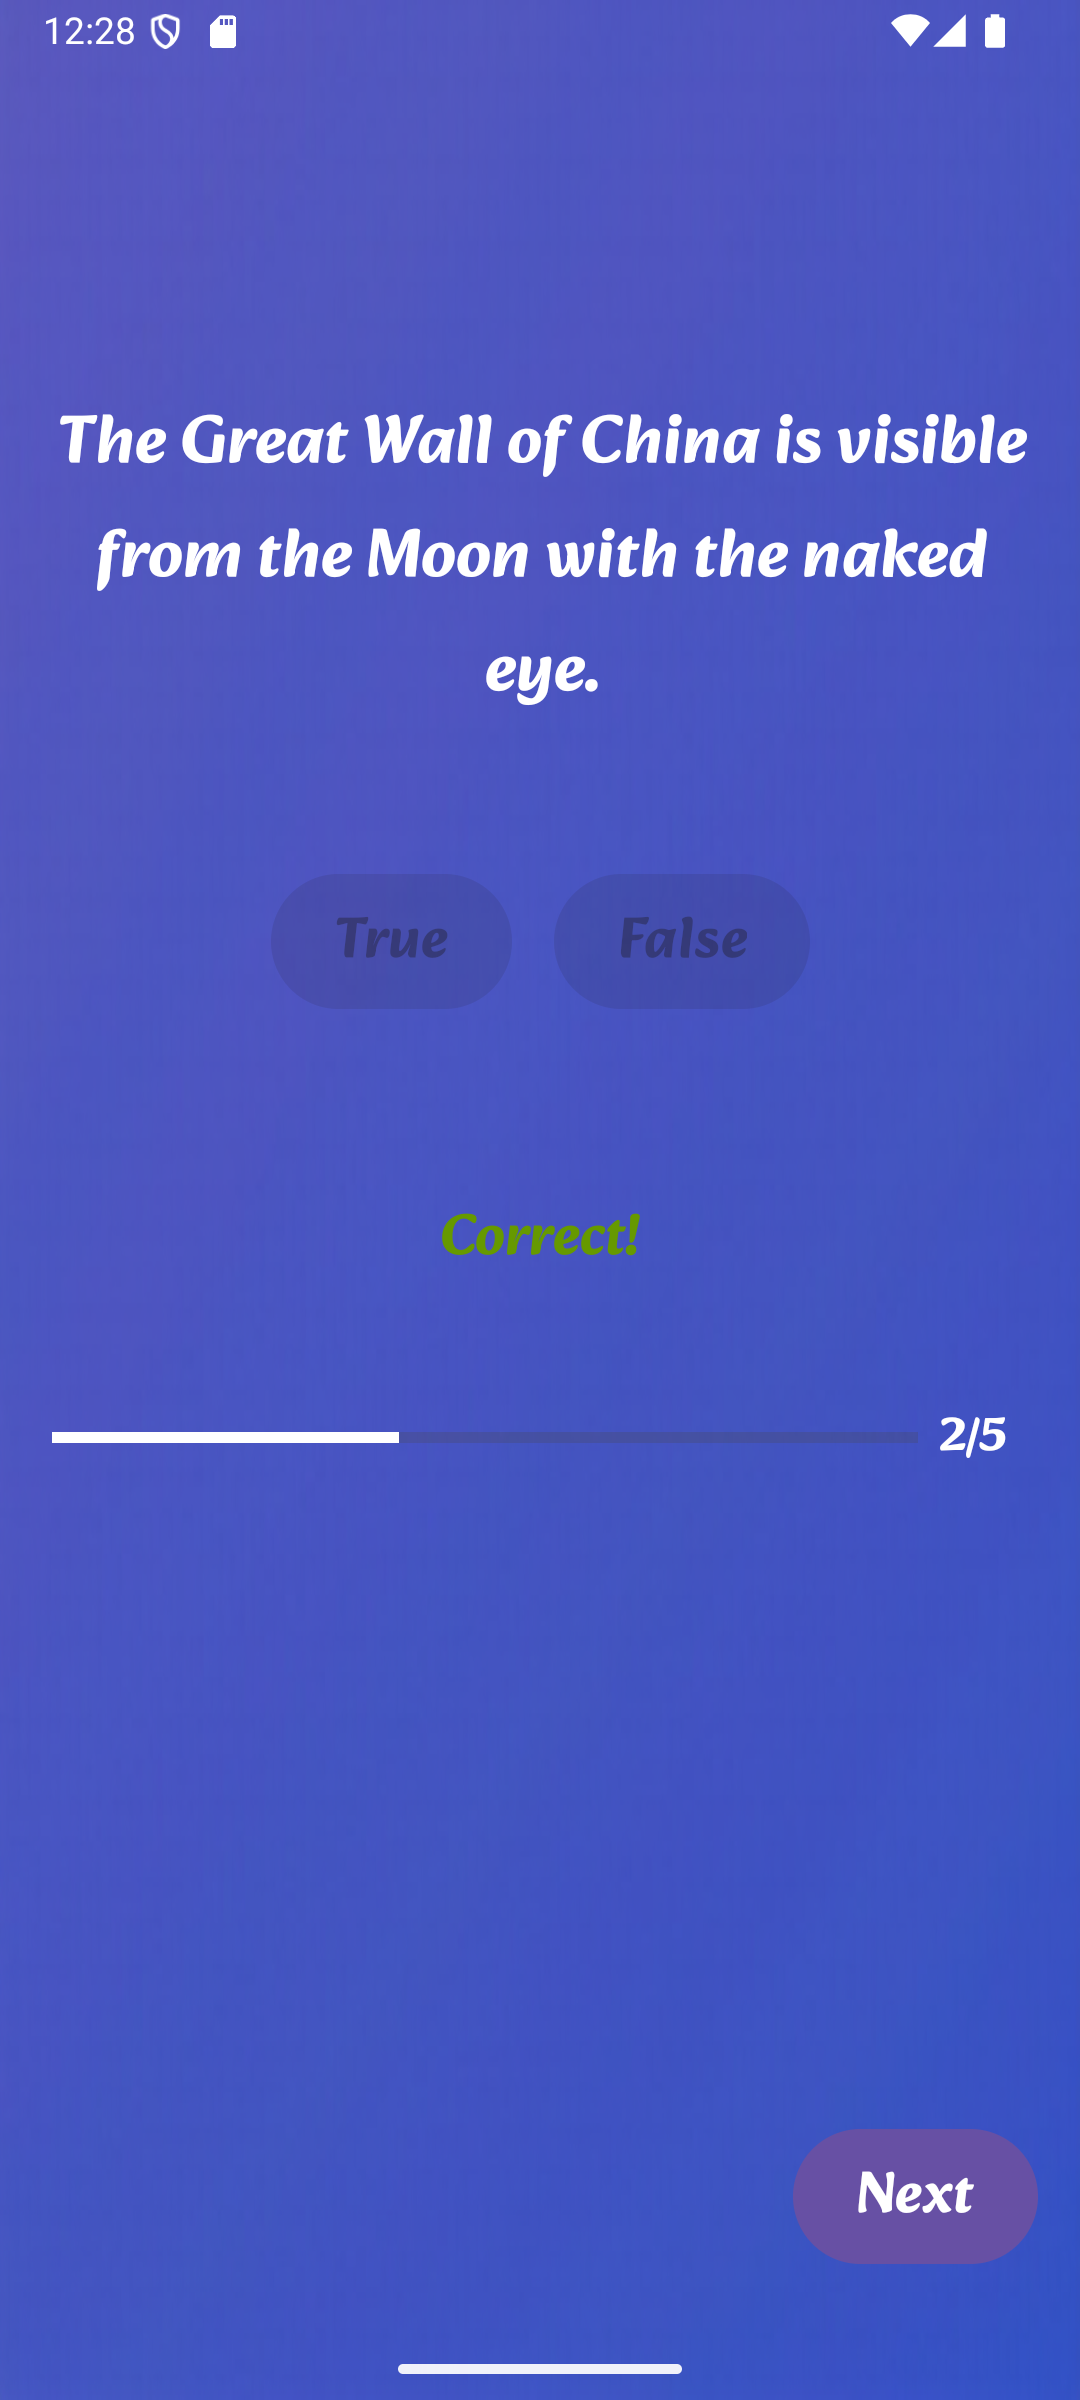 12:28
The Great Wall of China is visible
from the Moon with the naked
eye.
True False
Correct!
2/5
Next